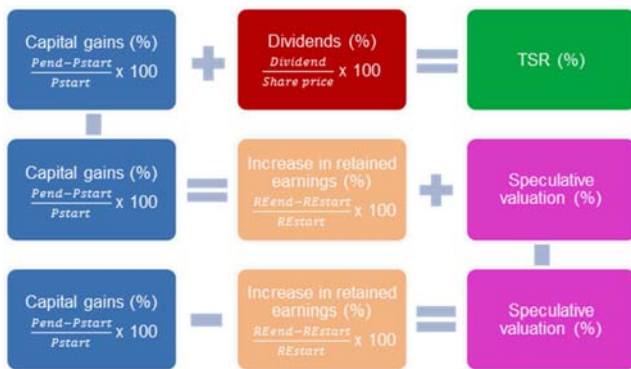 Capital gains (%)
Pend−Pstart
Pstart
x 100
+
Dividends (%)
Dividend
Share price
x 100
=
TSR (%)
Capital gains (%)
Pend−Pstart
Pstart
x 100
=
Increase in retained
earnings (%)
REend−REstart
REstart
x 100
+
Speculative
valuation (%)
Capital gains (%)
Pend−Pstart
Pstart
x 100
−
Increase in retained
earnings (%)
REend−REstart
REstart
x 100
=
Speculative
valuation (%)